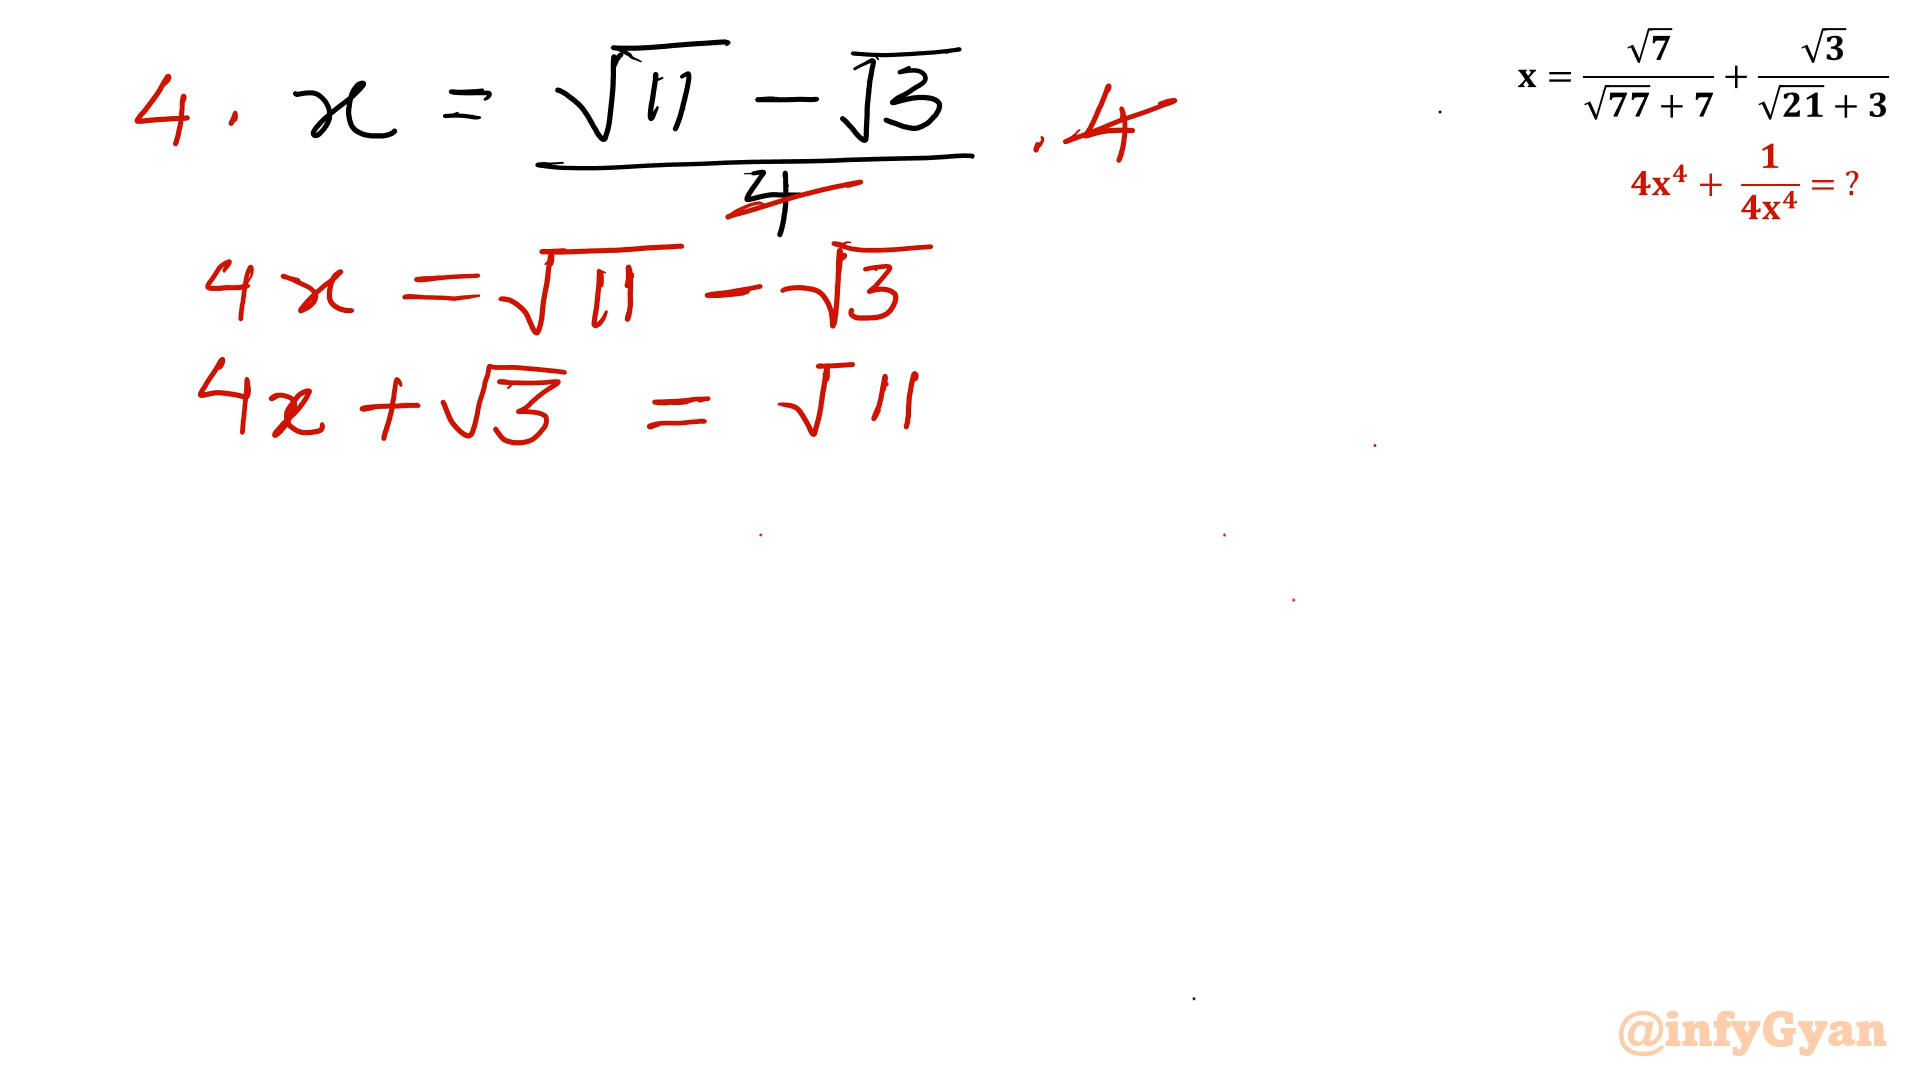 4 . x = (√11 − √3)/4 . 4
4x = √11 − √3
4x + √3 = √11
x = √7/(√77 + 7) + √3/(√21 + 3)
4x⁴ + 1/(4x⁴) = ?
@infyGyan